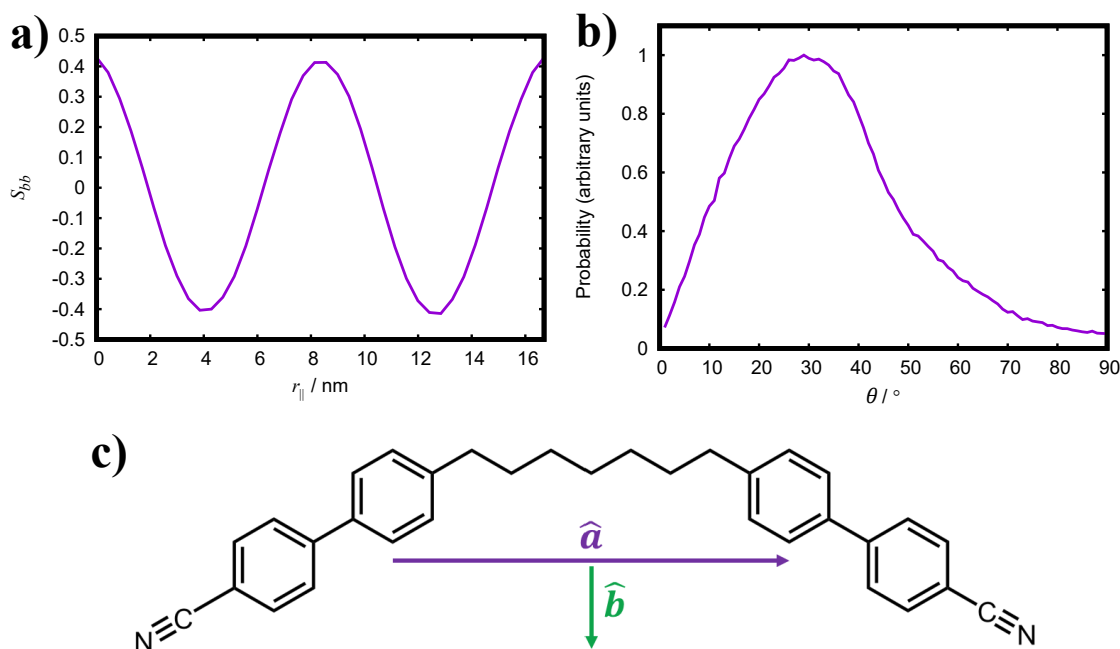 a)
0.5
0.4
0.3
0.2
0.1
0
-0.1
-0.2
-0.3
-0.4
-0.5
S_bb
0 2 4 6 8 10 12 14 16
r_∥ / nm
b)
1
0.8
0.6
0.4
0.2
0
Probability (arbitrary units)
0 10 20 30 40 50 60 70 80 90
θ / °
c)
â
b̂
N C
C N